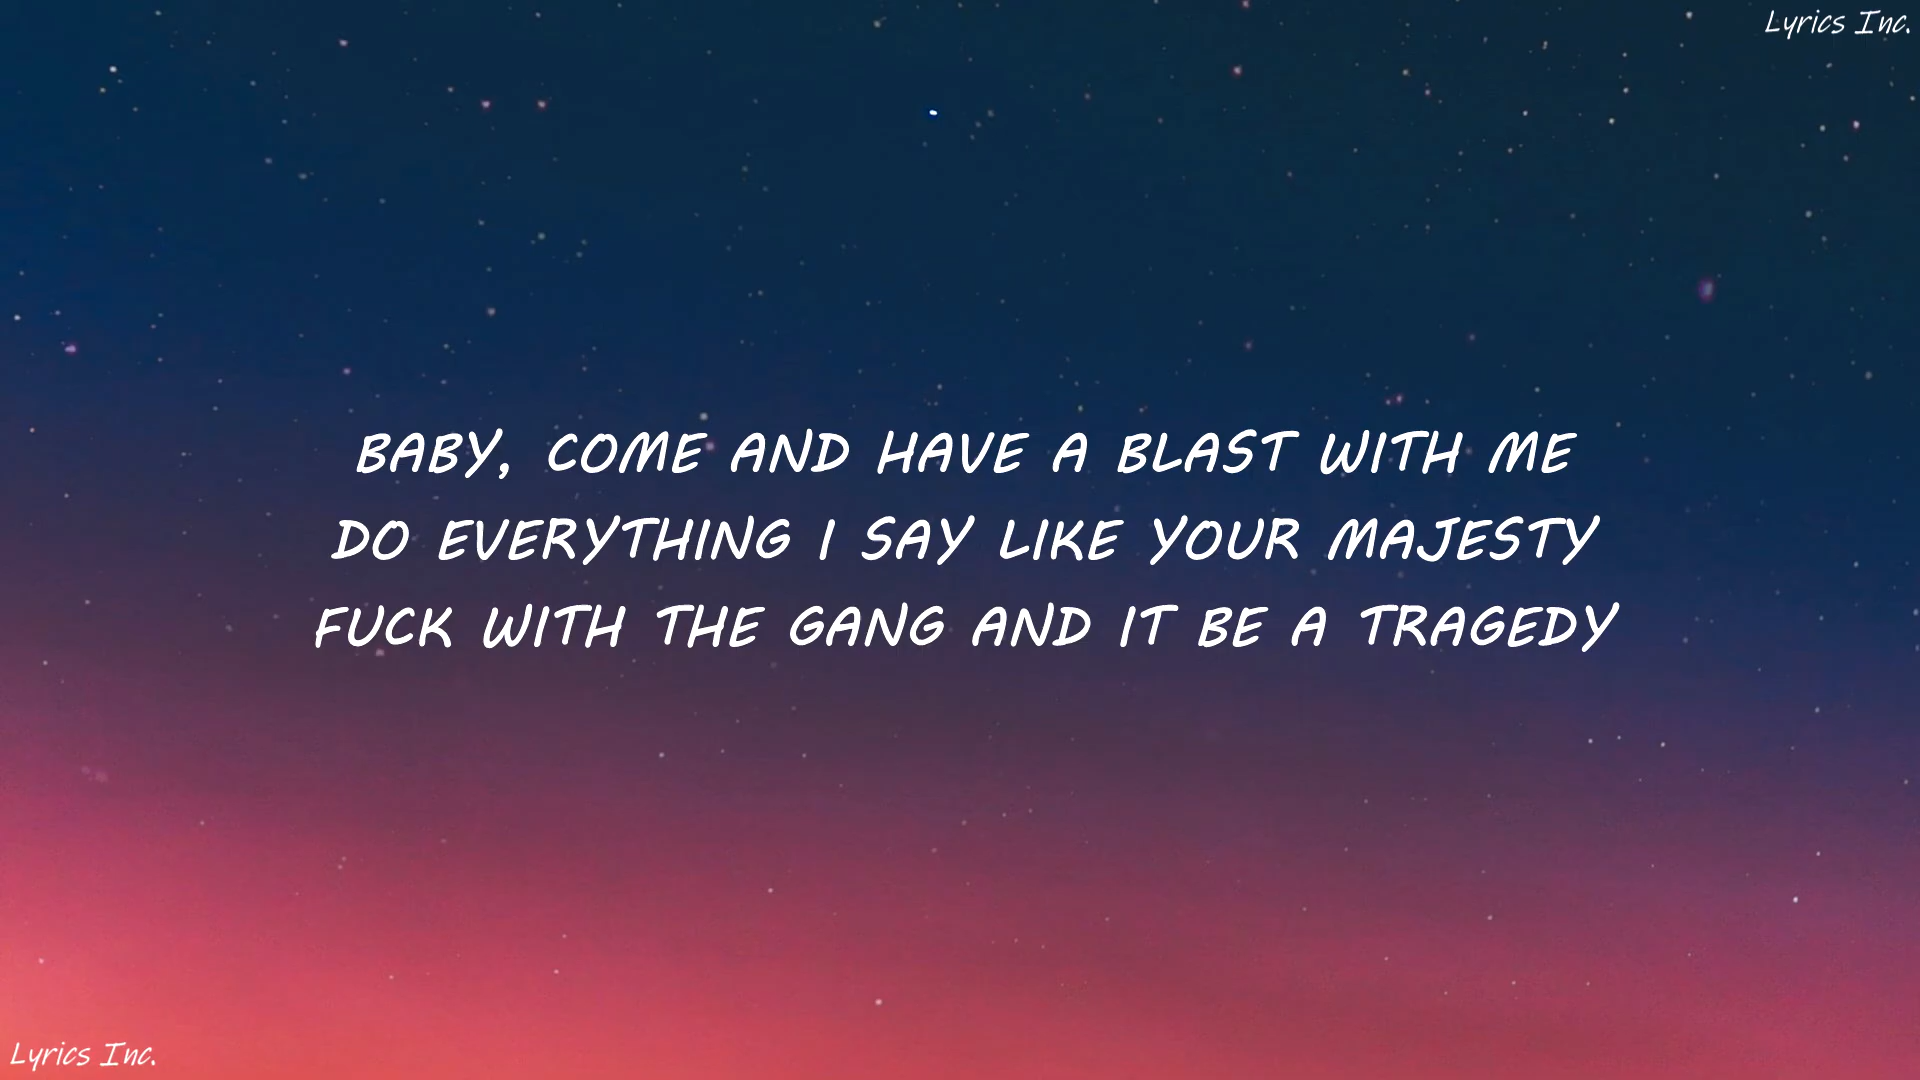 Lyrics Inc.
BABY, COME AND HAVE A BLAST WITH ME
DO EVERYTHING I SAY LIKE YOUR MAJESTY
FUCK WITH THE GANG AND IT BE A TRAGEDY
Lyrics Inc.